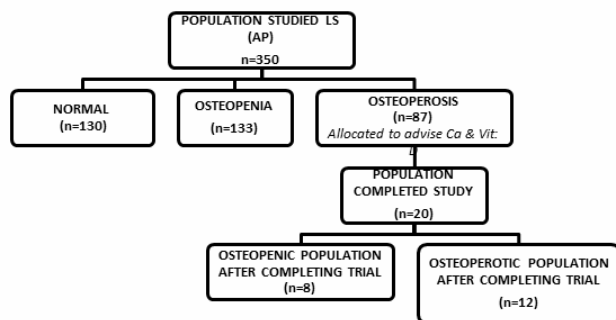 POPULATION STUDIED LS
(AP)
n=350
NORMAL
(n=130)
OSTEOPENIA
(n=133)
OSTEOPEROSIS
(n=87)
Allocated to advise Ca & Vit:
D
POPULATION
COMPLETED STUDY
(n=20)
OSTEOPENIC POPULATION
AFTER COMPLETING TRIAL
(n=8)
OSTEOPEROTIC POPULATION
AFTER COMPLETING TRIAL
(n=12)